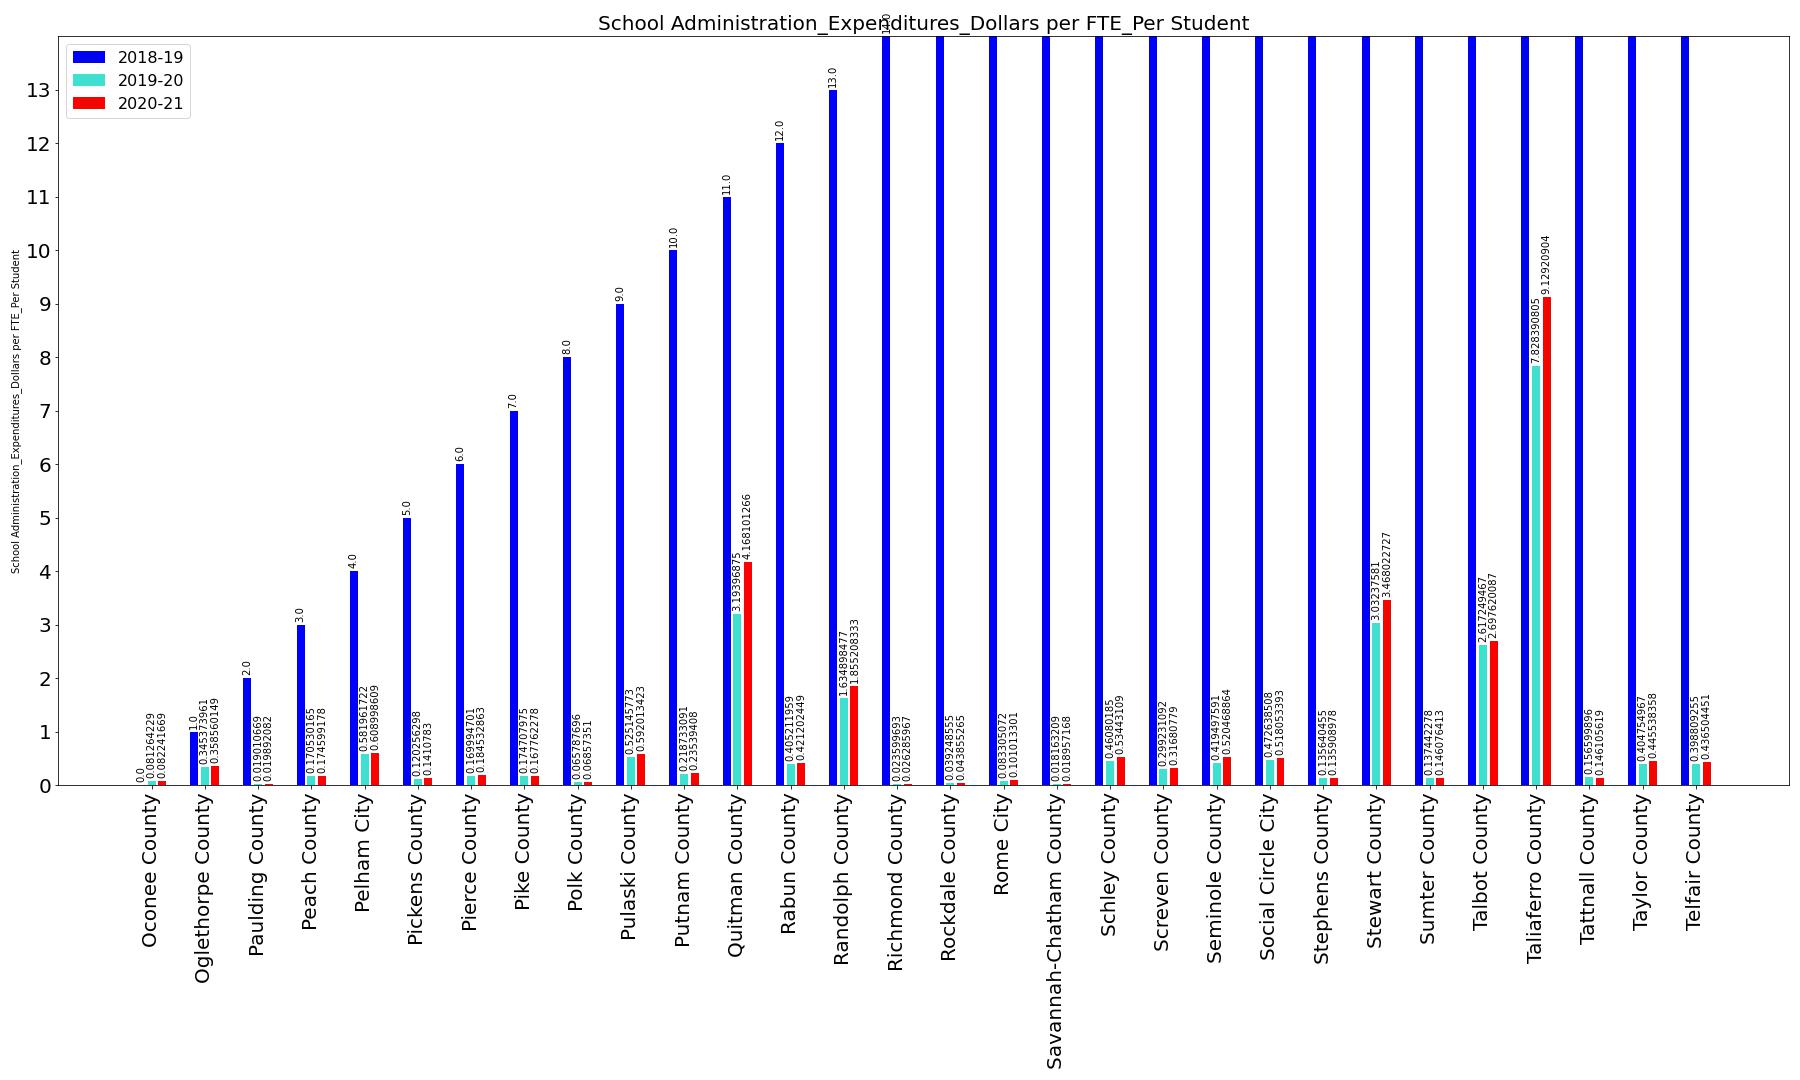 School Administration_Expenditures_Dollars per FTE_Per Student
2018-19
2019-20
2020-21
School Administration_Expenditures_Dollars per FTE_Per Student
13
12
11
10
9
8
7
6
5
4
3
2
1
0
0.0
0.081264229
0.082241669
1.0
0.345373961
0.358560149
2.0
0.019010669
0.019892082
3.0
0.170530165
0.174599178
4.0
0.581961722
0.608998609
5.0
0.120256298
0.1410783
6.0
0.169994701
0.184532863
7.0
0.174707975
0.167762278
8.0
0.065787696
0.06857351
9.0
0.525145773
0.592013423
10.0
0.218733091
0.23539408
11.0
3.19396875
4.168101266
12.0
0.405211959
0.421202449
13.0
1.634898477
1.855208333
14.0
0.023599693
0.026285967
0.039248555
0.043855265
0.083305072
0.101013301
0.018163209
0.018957168
0.46080185
0.53443109
0.299231092
0.31680779
0.419497591
0.520468864
0.472638508
0.518053393
0.135640455
0.135908978
3.03237581
3.468022727
0.137442278
0.146076413
2.617249467
2.697620087
7.828390805
9.12920904
0.156599896
0.146105619
0.404754967
0.44538358
0.398809255
0.436504451
Oconee County
Oglethorpe County
Paulding County
Peach County
Pelham City
Pickens County
Pierce County
Pike County
Polk County
Pulaski County
Putnam County
Quitman County
Rabun County
Randolph County
Richmond County
Rockdale County
Rome City
Savannah-Chatham County
Schley County
Screven County
Seminole County
Social Circle City
Stephens County
Stewart County
Sumter County
Talbot County
Taliaferro County
Tattnall County
Taylor County
Telfair County